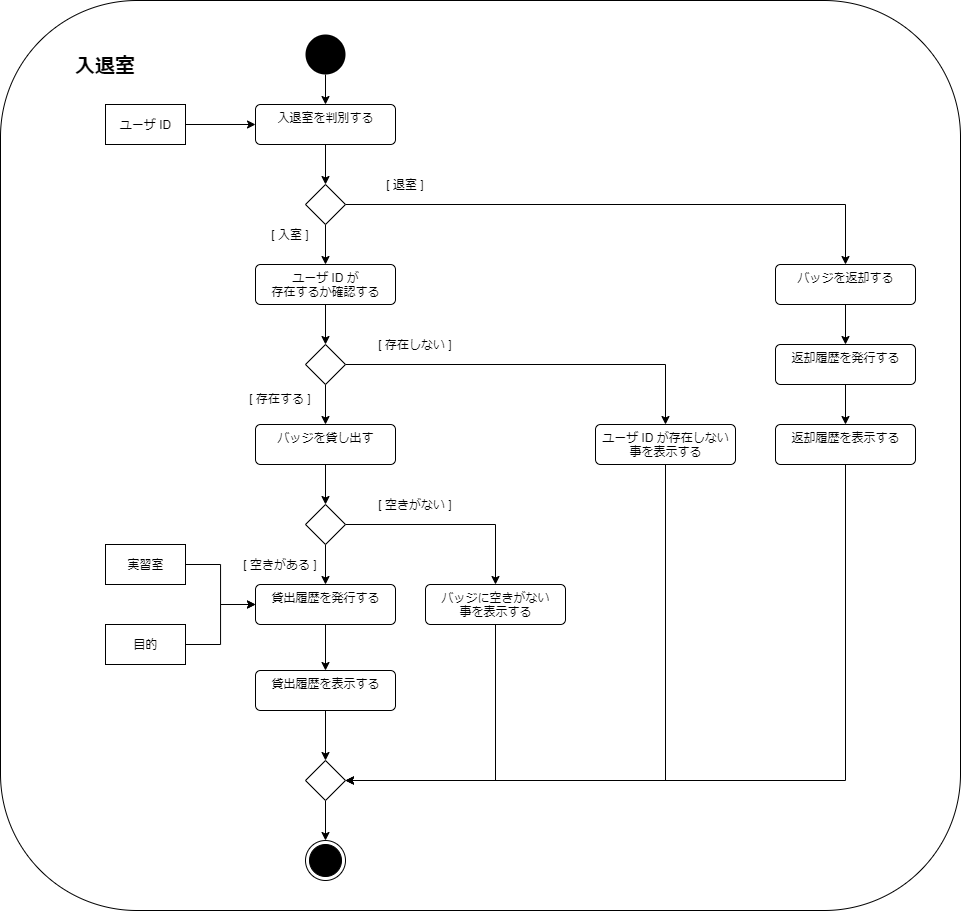 入退室
ユーザ ID
入退室を判別する
[ 退室 ]
[ 入室 ]
ユーザ ID が
存在するか確認する
バッジを返却する
[ 存在しない ]
返却履歴を発行する
[ 存在する ]
バッジを貸し出す
ユーザ ID が存在しない
事を表示する
返却履歴を表示する
[ 空きがない ]
実習室
[ 空きがある ]
貸出履歴を発行する
バッジに空きがない
事を表示する
目的
貸出履歴を表示する